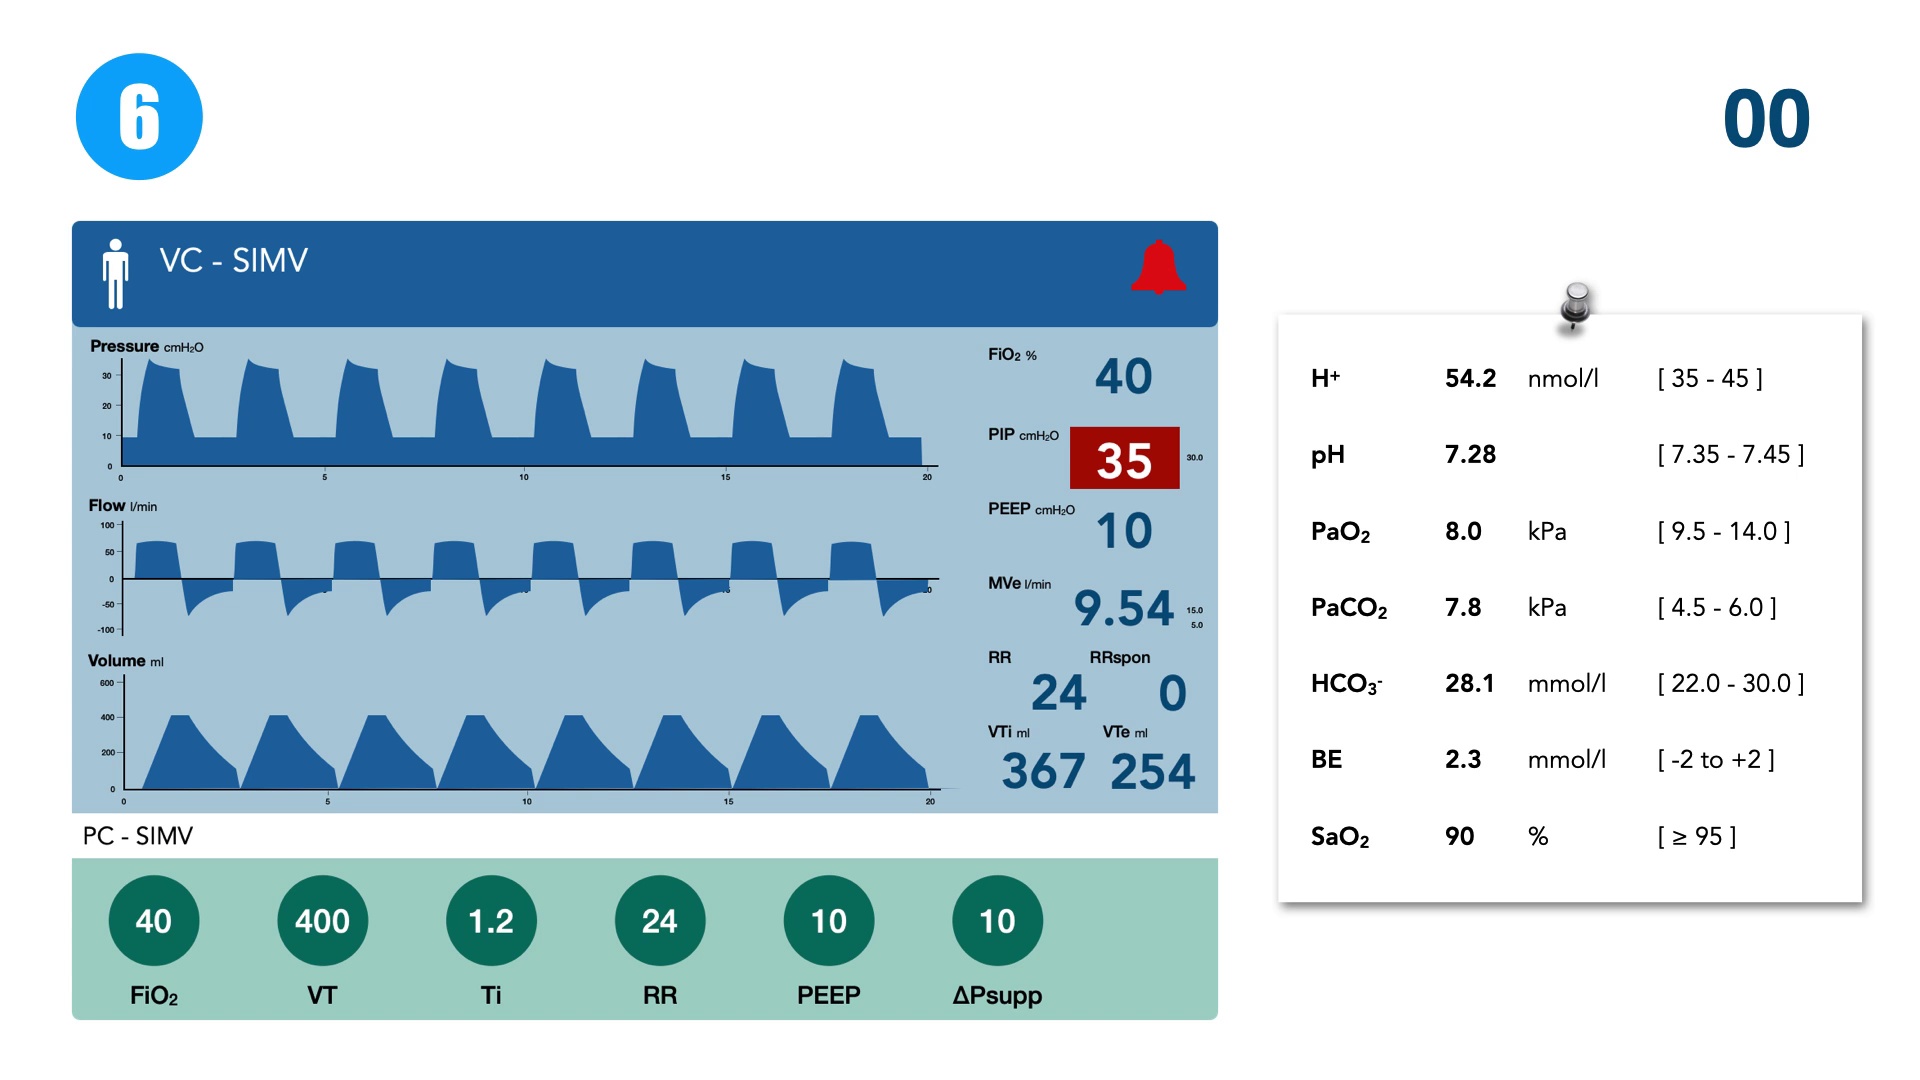 6
00
VC - SIMV
Pressure cmH₂O
30
20
10
0
0 5 10 15 20
Flow l/min
100
50
0
-50
-100
Volume ml
600
400
200
0
0 5 10 15 20
FiO₂ % 40
PIP cmH₂O 35 30.0
PEEP cmH₂O 10
MVe l/min 9.54 15.0
5.0
RR RRspon
24 0
VTi ml VTe ml
367 254
PC - SIMV
40 400 1.2 24 10 10
FiO₂ VT Ti RR PEEP ΔPsupp
H⁺ 54.2 nmol/l [ 35 - 45 ]
pH 7.28 [ 7.35 - 7.45 ]
PaO₂ 8.0 kPa [ 9.5 - 14.0 ]
PaCO₂ 7.8 kPa [ 4.5 - 6.0 ]
HCO₃⁻ 28.1 mmol/l [ 22.0 - 30.0 ]
BE 2.3 mmol/l [ -2 to +2 ]
SaO₂ 90 % [ ≥ 95 ]